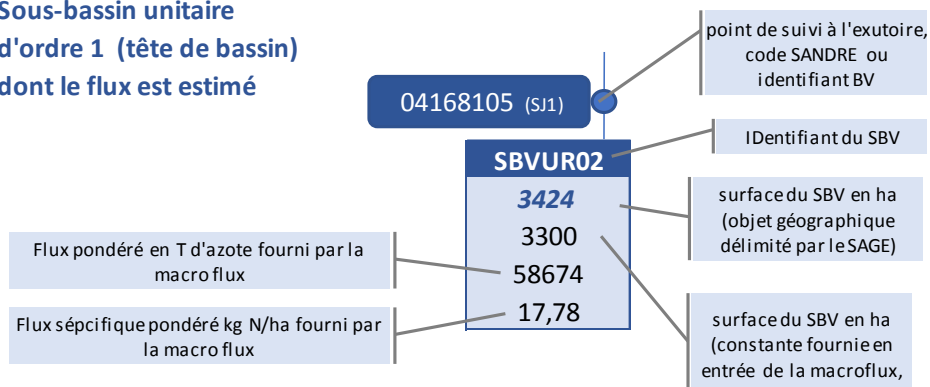 Sous-bassin unitaire
d'ordre 1 (tête de bassin)
dont le flux est estimé
point de suivi à l'exutoire,
code SANDRE ou
identifiant BV
04168105 (SJ1)
IDentifiant du SBV
SBVUR02
3424
3300
58674
17,78
surface du SBV en ha
(objet géographique
délimité par le SAGE)
Flux pondéré en T d'azote fourni par la
macro flux
Flux sépcifique pondéré kg N/ha fourni par
la macro flux
surface du SBV en ha
(constante fournie en
entrée de la macroflux,